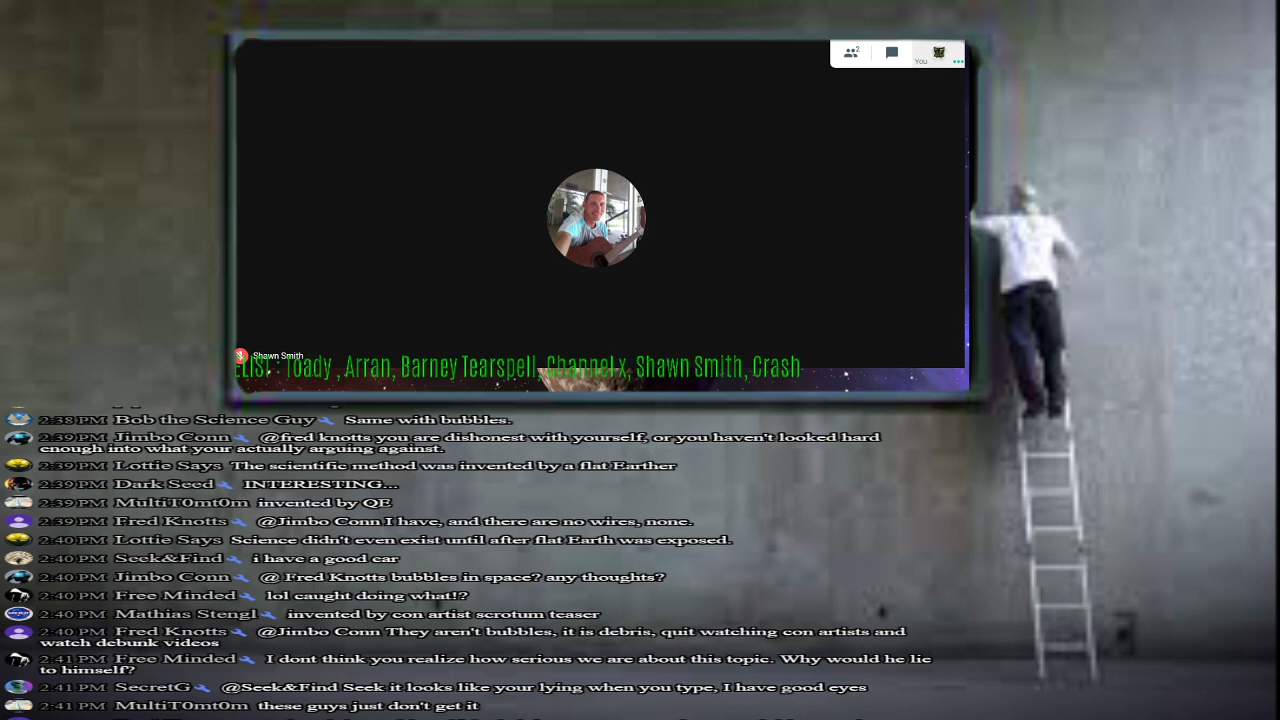 2
You
Shawn Smith
LIST : Toady , Arran, Barney Tearspell, Channel x, Shawn Smith, Crash
2:38 PM Bob the Science Guy Same with bubbles.
2:39 PM Jimbo Conn @fred knotts you are dishonest with yourself, or you haven't looked hard
enough into what your actually arguing against.
2:39 PM Lottie Says The scientific method was invented by a flat Earther
2:39 PM Dark Seed INTERESTING...
2:39 PM MultiT0mt0m invented by QE
2:39 PM Fred Knotts @Jimbo Conn I have, and there are no wires, none.
2:40 PM Lottie Says Science didn't even exist until after flat Earth was exposed.
2:40 PM Seek&Find i have a good ear
2:40 PM Jimbo Conn @ Fred Knotts bubbles in space? any thoughts?
2:40 PM Free Minded lol caught doing what!?
2:40 PM Mathias Stengl invented by con artist scrotum teaser
2:40 PM Fred Knotts @Jimbo Conn They aren't bubbles, it is debris, quit watching con artists and
watch debunk videos
2:41 PM Free Minded I dont think you realize how serious we are about this topic. Why would he lie
to himself?
2:41 PM SecretG @Seek&Find Seek it looks like your lying when you type, I have good eyes
2:41 PM MultiT0mt0m these guys just don't get it